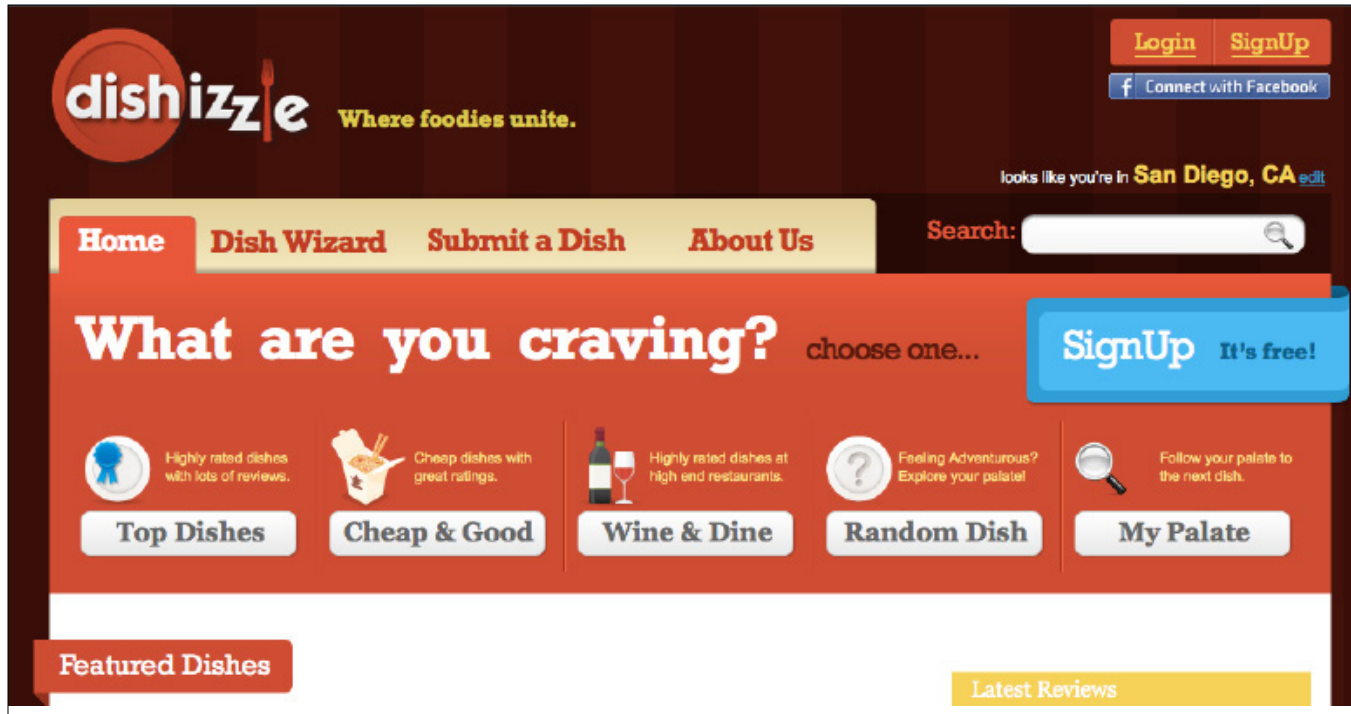 Login SignUp
f Connect with Facebook
dishizzle Where foodies unite.
looks like you're in San Diego, CA edit
Home Dish Wizard Submit a Dish About Us Search:
What are you craving? choose one... SignUp It's free!
Highly rated dishes
with lots of reviews.
Top Dishes
Cheap dishes with
great ratings.
Cheap & Good
Highly rated dishes at
high end restaurants.
Wine & Dine
?
Feeling Adventurous?
Explore your palate!
Random Dish
Follow your palate to
the next dish.
My Palate
Featured Dishes
Latest Reviews